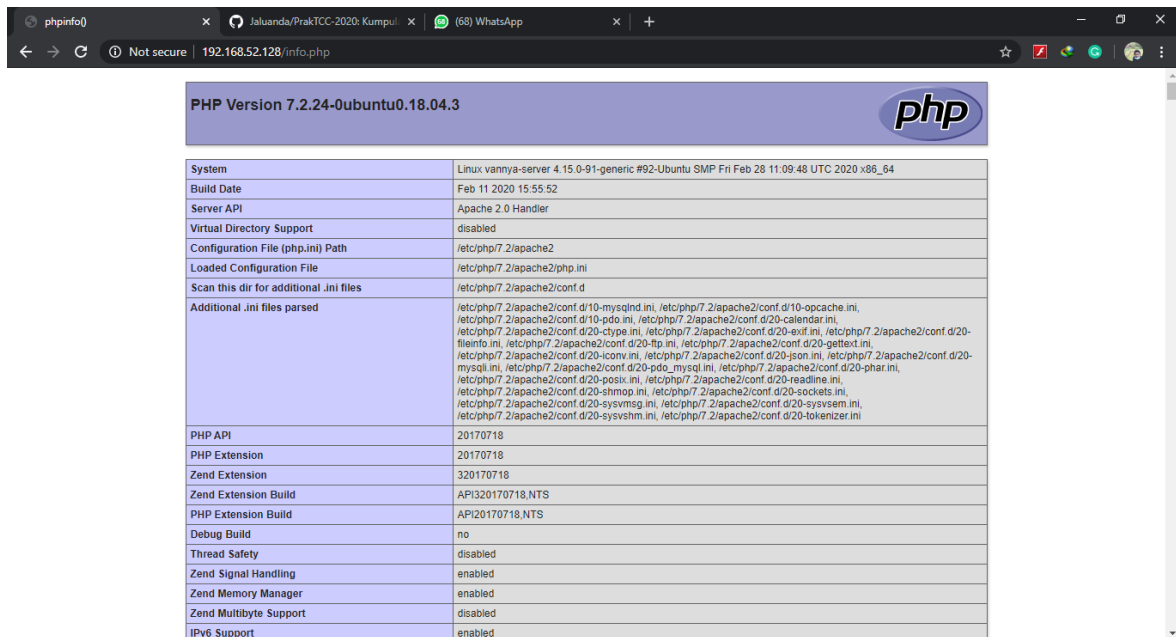 phpinfo()
Jaluanda/PrakTCC-2020: Kumpul
68
(68) WhatsApp
Not secure
192.168.52.128/info.php
PHP Version 7.2.24-0ubuntu0.18.04.3
php
System
Linux vannya-server 4.15.0-91-generic #92-Ubuntu SMP Fri Feb 28 11:09:48 UTC 2020 x86_64
Build Date
Feb 11 2020 15:55:52
Server API
Apache 2.0 Handler
Virtual Directory Support
disabled
Configuration File (php.ini) Path
/etc/php/7.2/apache2
Loaded Configuration File
/etc/php/7.2/apache2/php.ini
Scan this dir for additional .ini files
/etc/php/7.2/apache2/conf.d
Additional .ini files parsed
/etc/php/7.2/apache2/conf.d/10-mysqlnd.ini, /etc/php/7.2/apache2/conf.d/10-opcache.ini,
/etc/php/7.2/apache2/conf.d/10-pdo.ini, /etc/php/7.2/apache2/conf.d/20-calendar.ini,
/etc/php/7.2/apache2/conf.d/20-ctype.ini, /etc/php/7.2/apache2/conf.d/20-exif.ini, /etc/php/7.2/apache2/conf.d/20-
fileinfo.ini, /etc/php/7.2/apache2/conf.d/20-ftp.ini, /etc/php/7.2/apache2/conf.d/20-gettext.ini,
/etc/php/7.2/apache2/conf.d/20-iconv.ini, /etc/php/7.2/apache2/conf.d/20-json.ini, /etc/php/7.2/apache2/conf.d/20-
mysqli.ini, /etc/php/7.2/apache2/conf.d/20-pdo_mysql.ini, /etc/php/7.2/apache2/conf.d/20-phar.ini,
/etc/php/7.2/apache2/conf.d/20-posix.ini, /etc/php/7.2/apache2/conf.d/20-readline.ini,
/etc/php/7.2/apache2/conf.d/20-shmop.ini, /etc/php/7.2/apache2/conf.d/20-sockets.ini,
/etc/php/7.2/apache2/conf.d/20-sysvmsg.ini, /etc/php/7.2/apache2/conf.d/20-sysvsem.ini,
/etc/php/7.2/apache2/conf.d/20-sysvshm.ini, /etc/php/7.2/apache2/conf.d/20-tokenizer.ini
PHP API
20170718
PHP Extension
20170718
Zend Extension
320170718
Zend Extension Build
API320170718,NTS
PHP Extension Build
API20170718,NTS
Debug Build
no
Thread Safety
disabled
Zend Signal Handling
enabled
Zend Memory Manager
enabled
Zend Multibyte Support
disabled
IPv6 Support
enabled